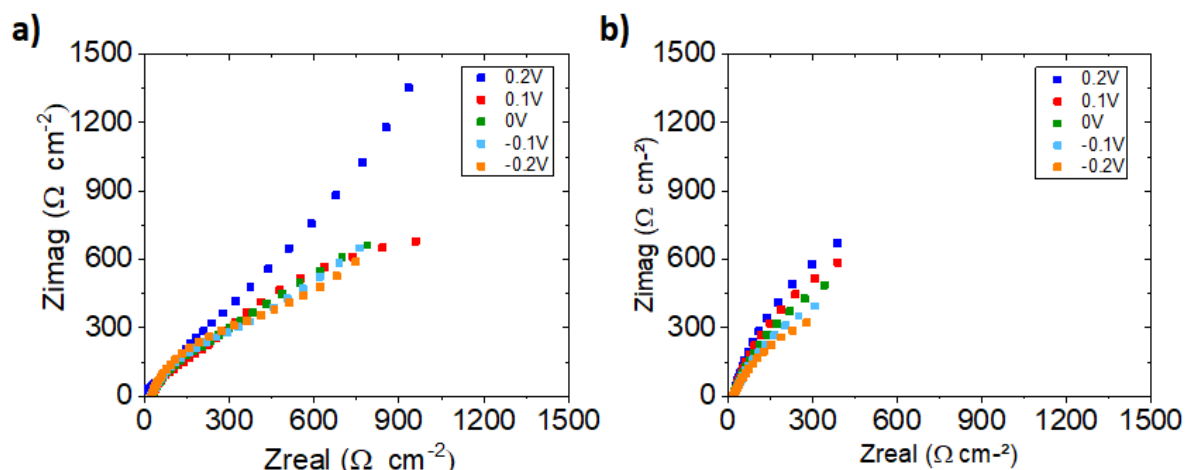 a)
Zimag (Ω cm-2)
1500
1200
900
600
300
0
0 300 600 900 1200 1500
Zreal (Ω cm-2)
0.2V
0.1V
0V
-0.1V
-0.2V
b)
Zimag (Ω cm-²)
1500
1200
900
600
300
0
0 300 600 900 1200 1500
Zreal (Ω cm-²)
0.2V
0.1V
0V
-0.1V
-0.2V